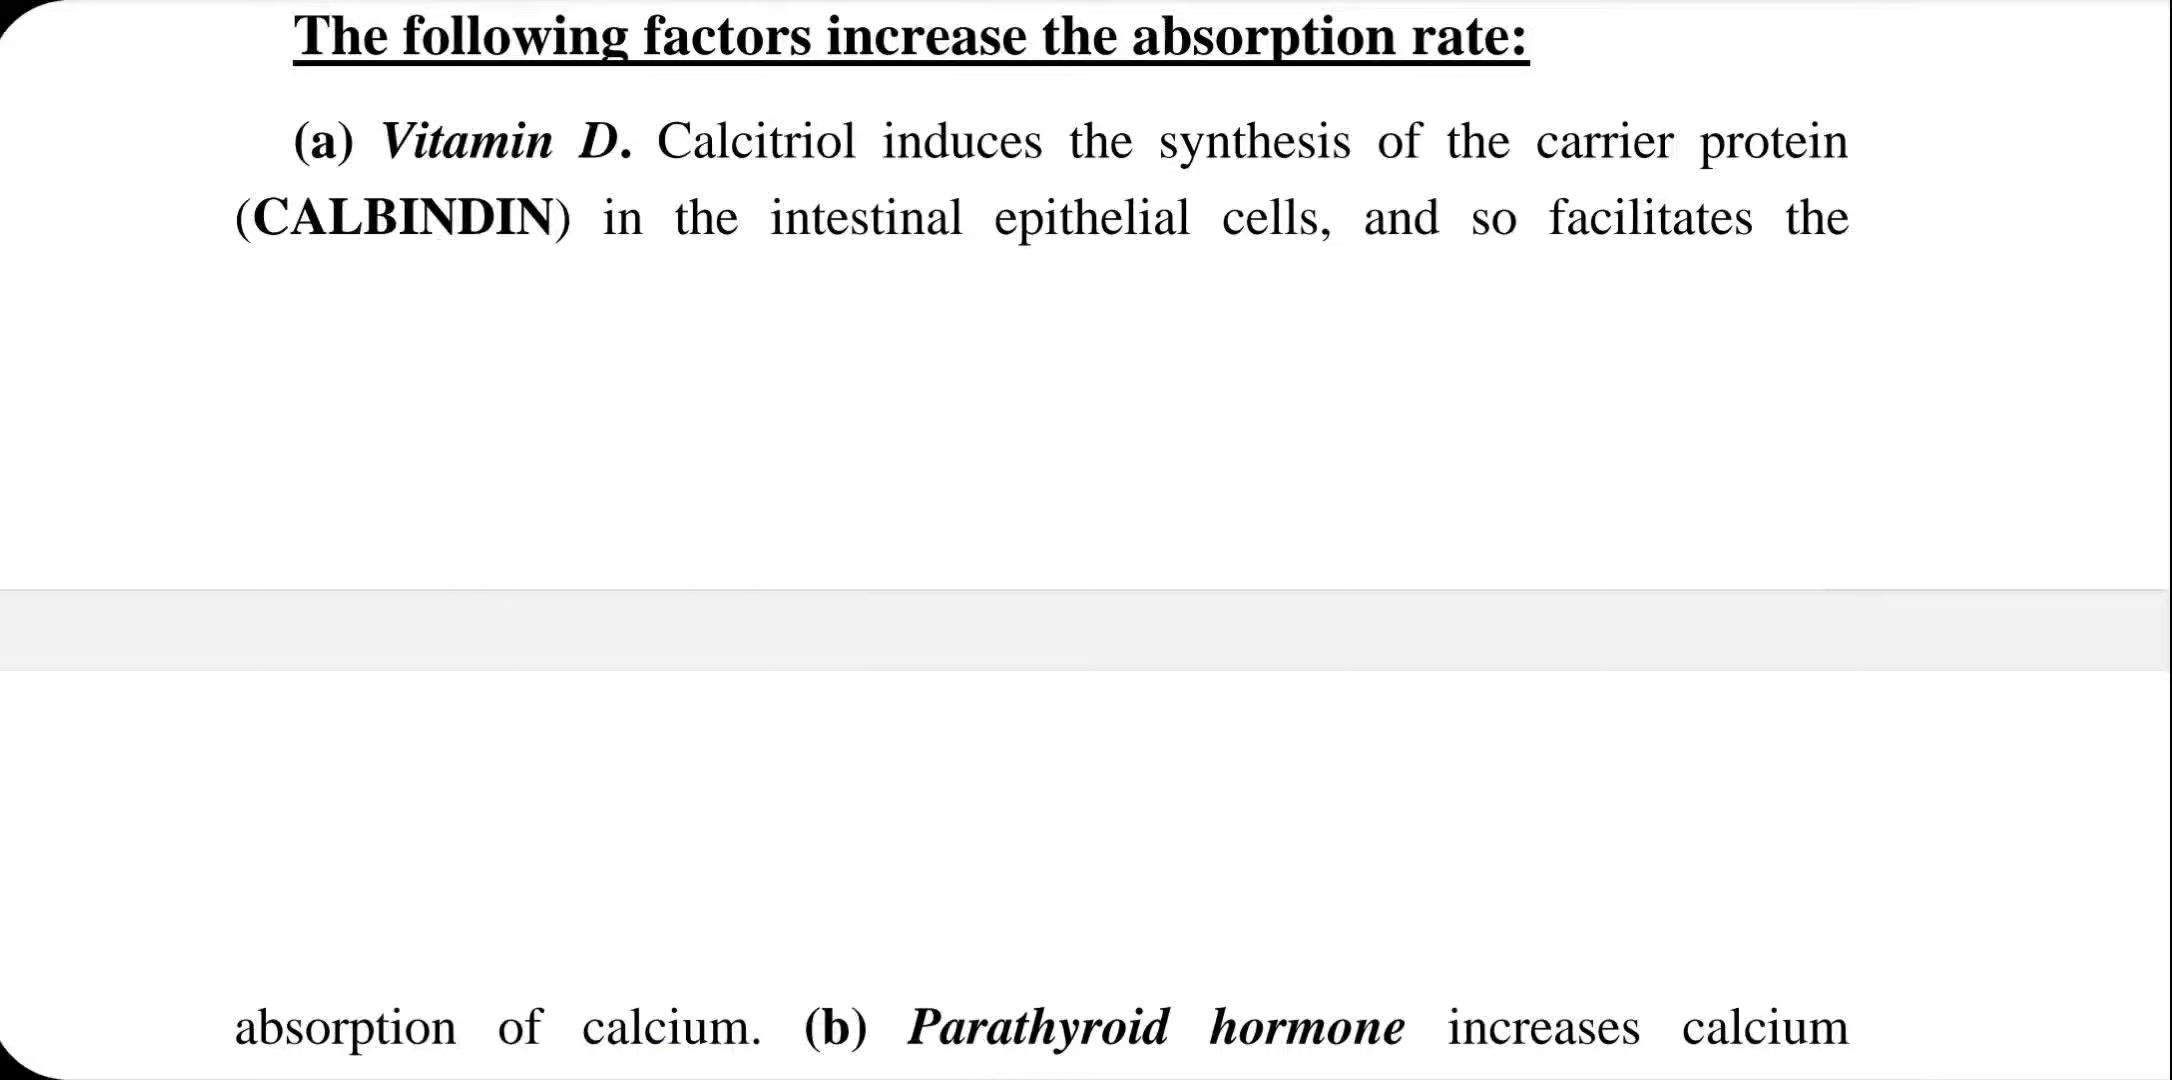 The following factors increase the absorption rate:
(a) Vitamin D. Calcitriol induces the synthesis of the carrier protein
(CALBINDIN) in the intestinal epithelial cells, and so facilitates the
absorption of calcium. (b) Parathyroid hormone increases calcium